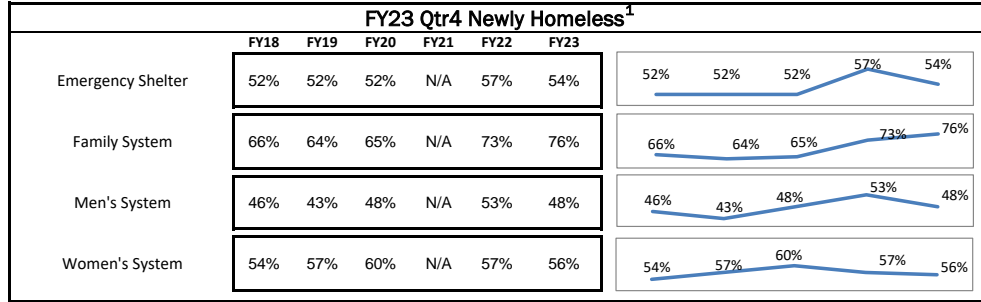 FY23 Qtr4 Newly Homeless1
FY18 FY19 FY20 FY21 FY22 FY23
Emergency Shelter 52% 52% 52% N/A 57% 54% 52% 52% 52% 57% 54%
Family System 66% 64% 65% N/A 73% 76% 66% 64% 65% 73% 76%
Men's System 46% 43% 48% N/A 53% 48% 46% 43% 48% 53% 48%
Women's System 54% 57% 60% N/A 57% 56% 54% 57% 60% 57% 56%